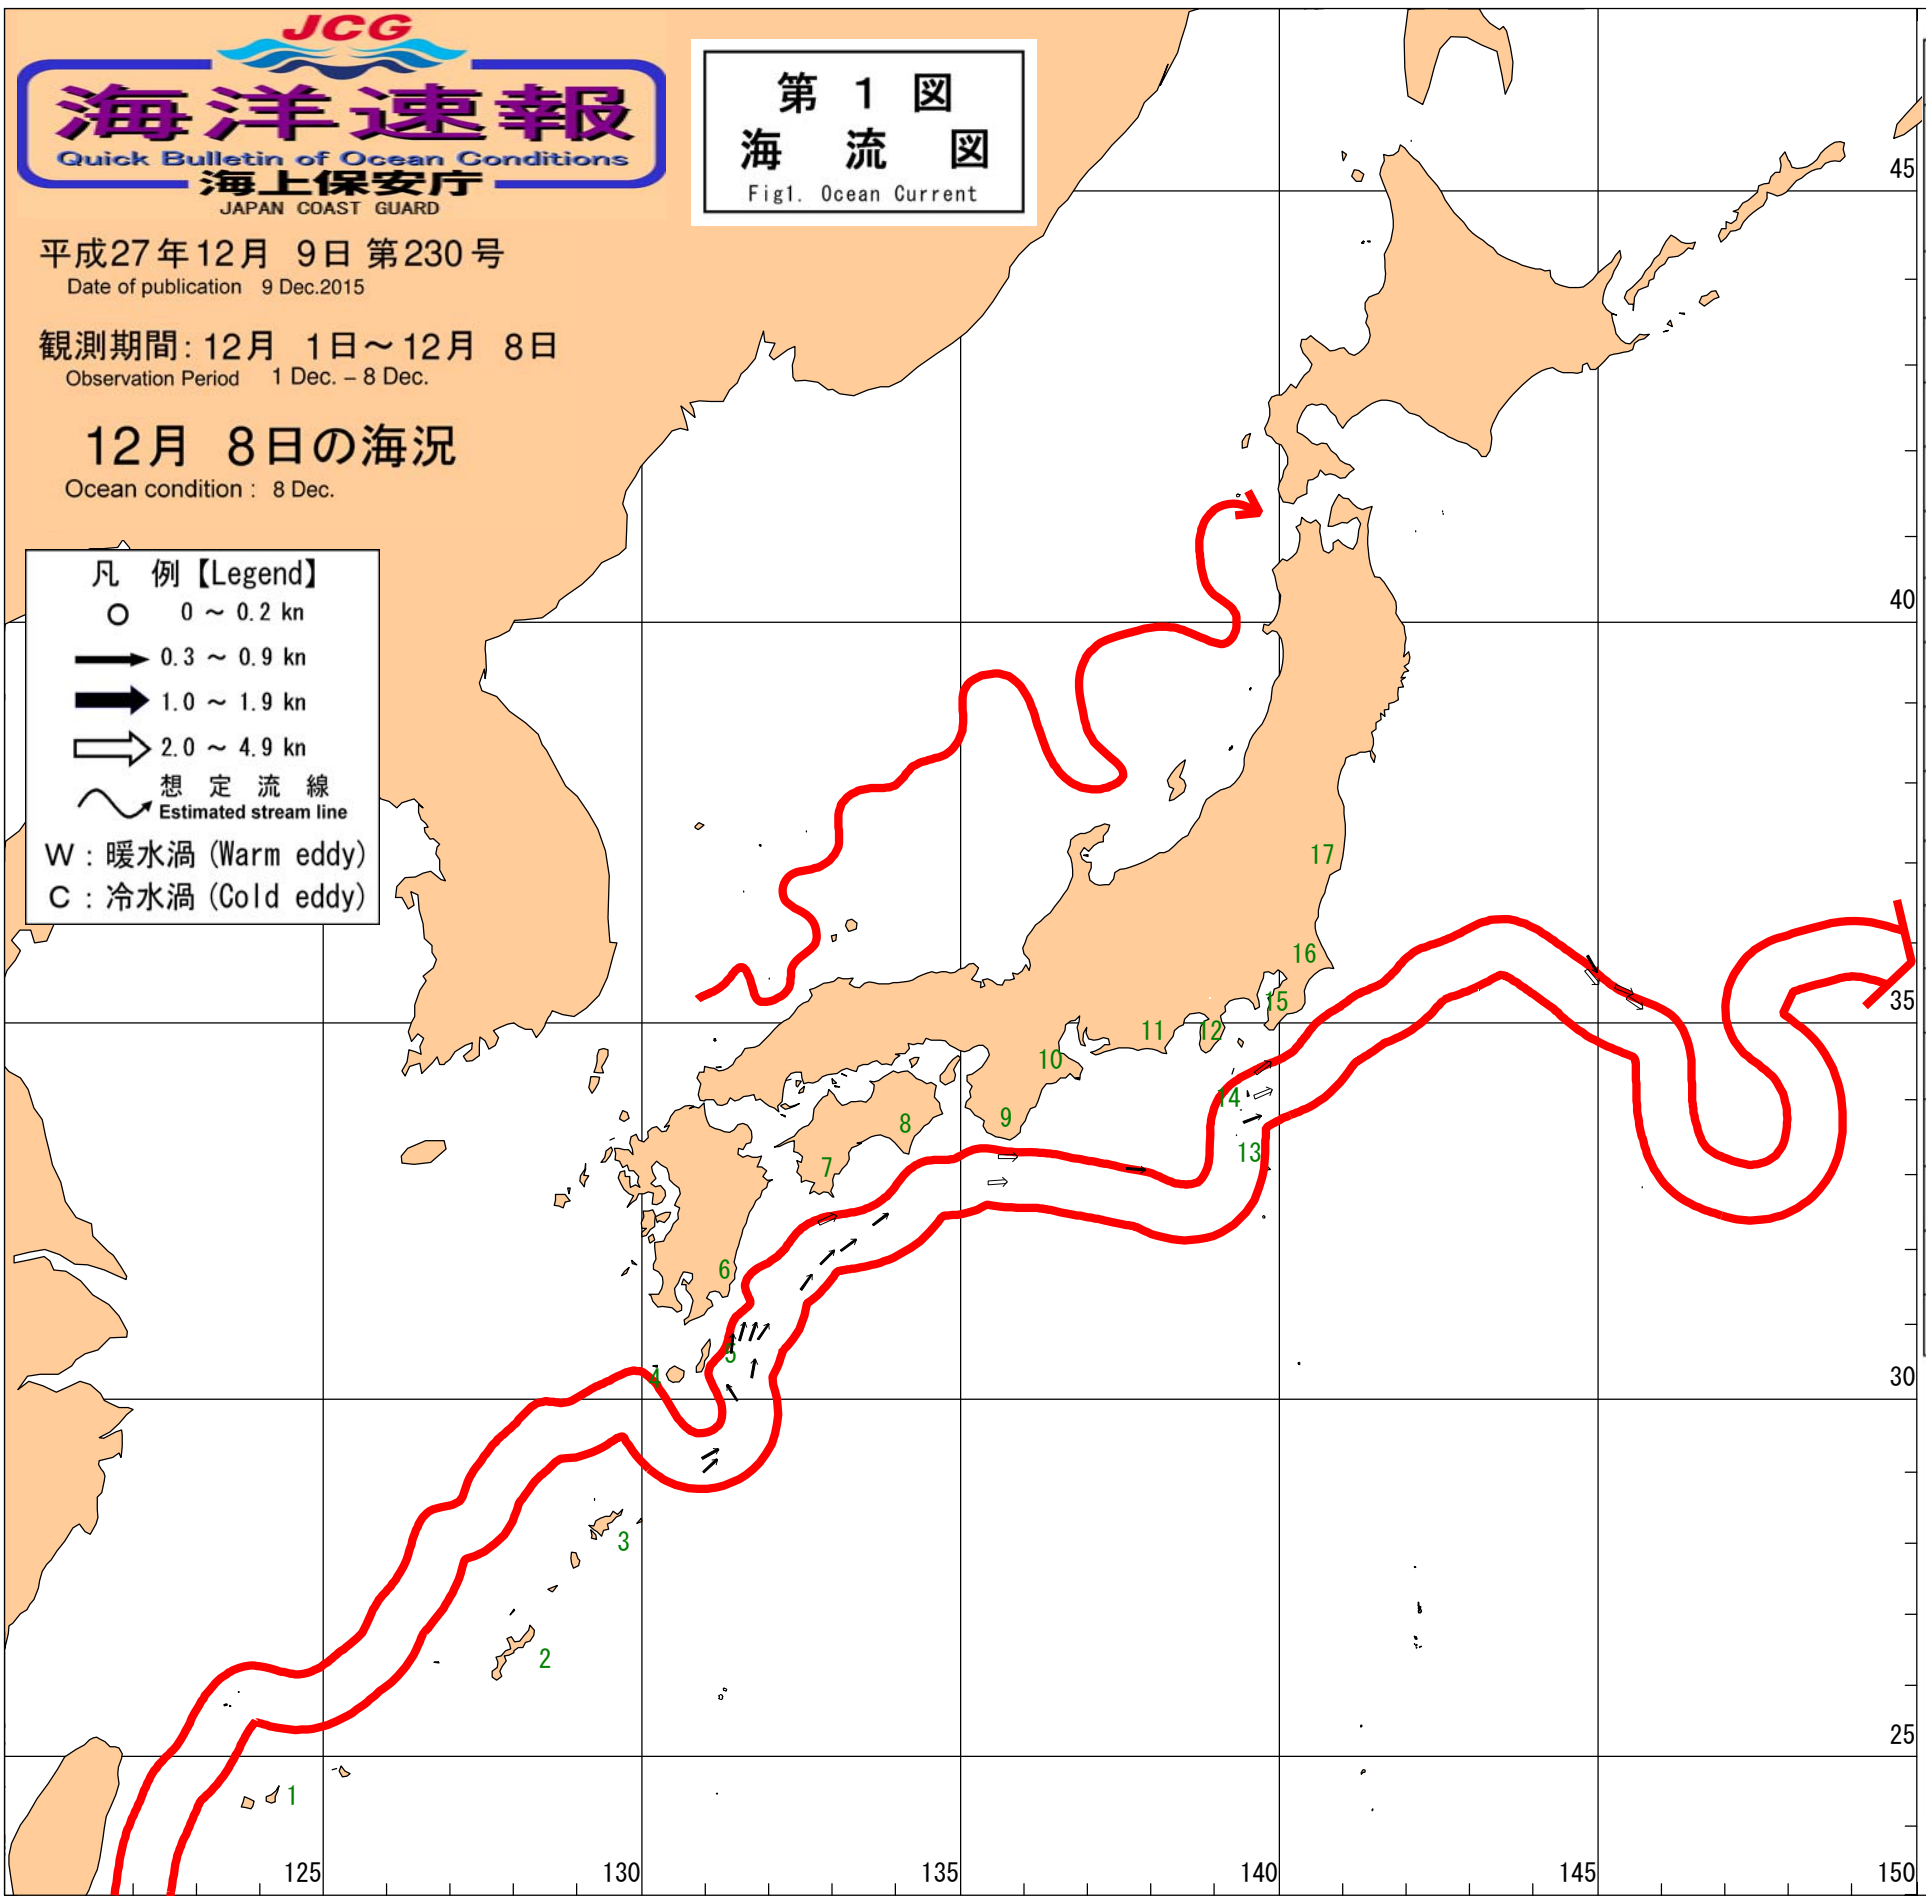 JCG
海洋速報
Quick Bulletin of Ocean Conditions
海上保安庁
JAPAN COAST GUARD
第 1 図
海 流 図
Fig1. Ocean Current
平成27年12月 9日 第230号
Date of publication 9 Dec.2015
観測期間: 12月 1日～12月 8日
Observation Period 1 Dec. – 8 Dec.
12月 8日の海況
Ocean condition : 8 Dec.
凡 例【Legend】
0 ～ 0.2 kn
0.3 ～ 0.9 kn
1.0 ～ 1.9 kn
2.0 ～ 4.9 kn
想 定 流 線
Estimated stream line
W : 暖水渦 (Warm eddy)
C : 冷水渦 (Cold eddy)
45
40
35
30
25
17
16
15
14
13
12
11
10
9
8
7
6
5
4
3
2
1
125
130
135
140
145
150